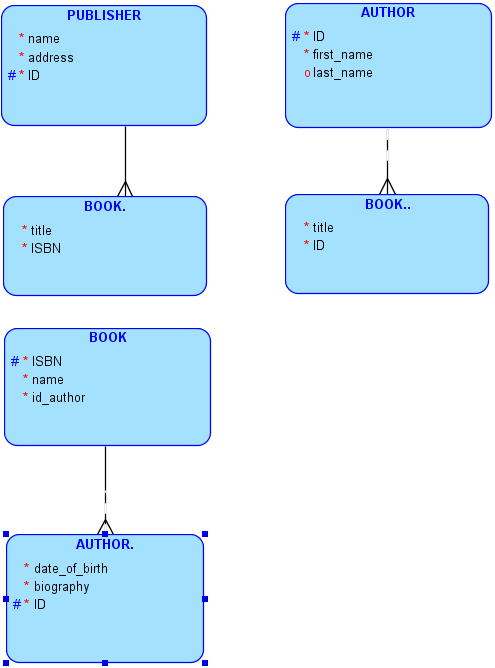 PUBLISHER
* name
* address
# * ID
AUTHOR
# * ID
* first_name
o last_name
BOOK.
* title
* ISBN
BOOK..
* title
* ID
BOOK
# * ISBN
* name
* id_author
AUTHOR.
* date_of_birth
* biography
# * ID